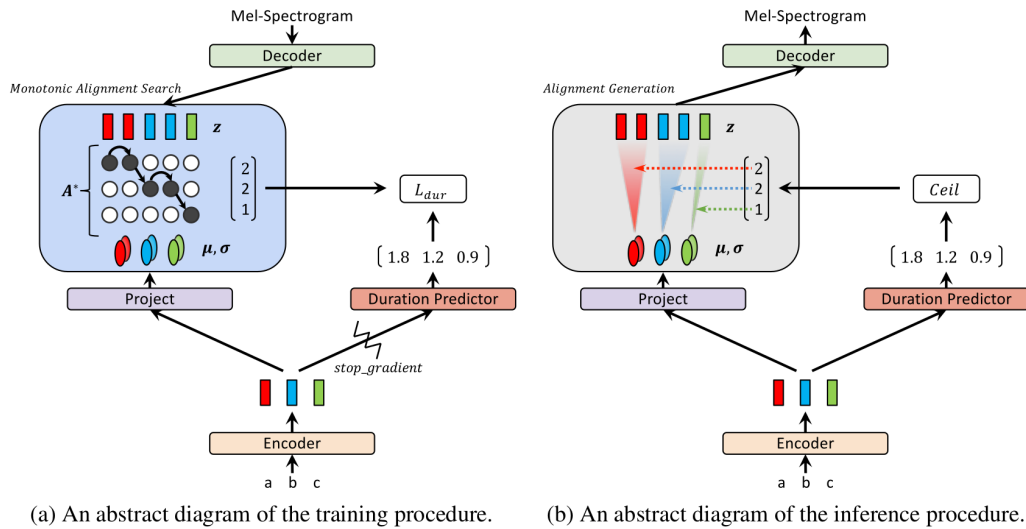 Mel-Spectrogram
Decoder
Monotonic Alignment Search
z
A*
2
2
1
L_dur
μ, σ
1.8 1.2 0.9
Project
Duration Predictor
stop_gradient
Encoder
a b c
(a) An abstract diagram of the training procedure.
Mel-Spectrogram
Decoder
Alignment Generation
z
2
2
1
Ceil
μ, σ
1.8 1.2 0.9
Project
Duration Predictor
Encoder
a b c
(b) An abstract diagram of the inference procedure.